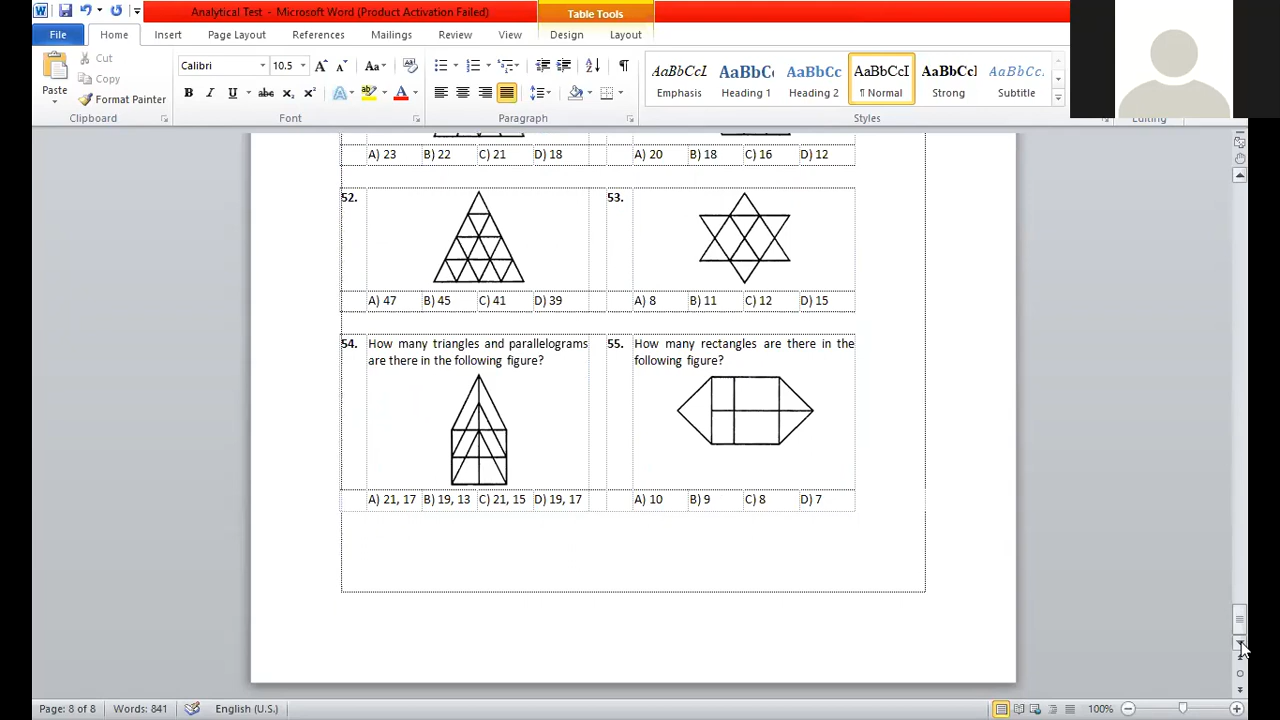 Analytical Test - Microsoft Word (Product Activation Failed)
Table Tools
File Home Insert Page Layout References Mailings Review View Design Layout
Cut
Copy
Format Painter
Paste
Calibri 10.5
Clipboard Font Paragraph Styles Editing
AaBbCcI AaBbCc AaBbCc AaBbCcI AaBbCcl AaBbCc.
Emphasis Heading 1 Heading 2 ¶ Normal Strong Subtitle
A) 23 B) 22 C) 21 D) 18
A) 20 B) 18 C) 16 D) 12
52.
A) 47 B) 45 C) 41 D) 39
53.
A) 8 B) 11 C) 12 D) 15
54. How many triangles and parallelograms
are there in the following figure?
A) 21, 17 B) 19, 13 C) 21, 15 D) 19, 17
55. How many rectangles are there in the
following figure?
A) 10 B) 9 C) 8 D) 7
Page: 8 of 8 Words: 841 English (U.S.) 100%